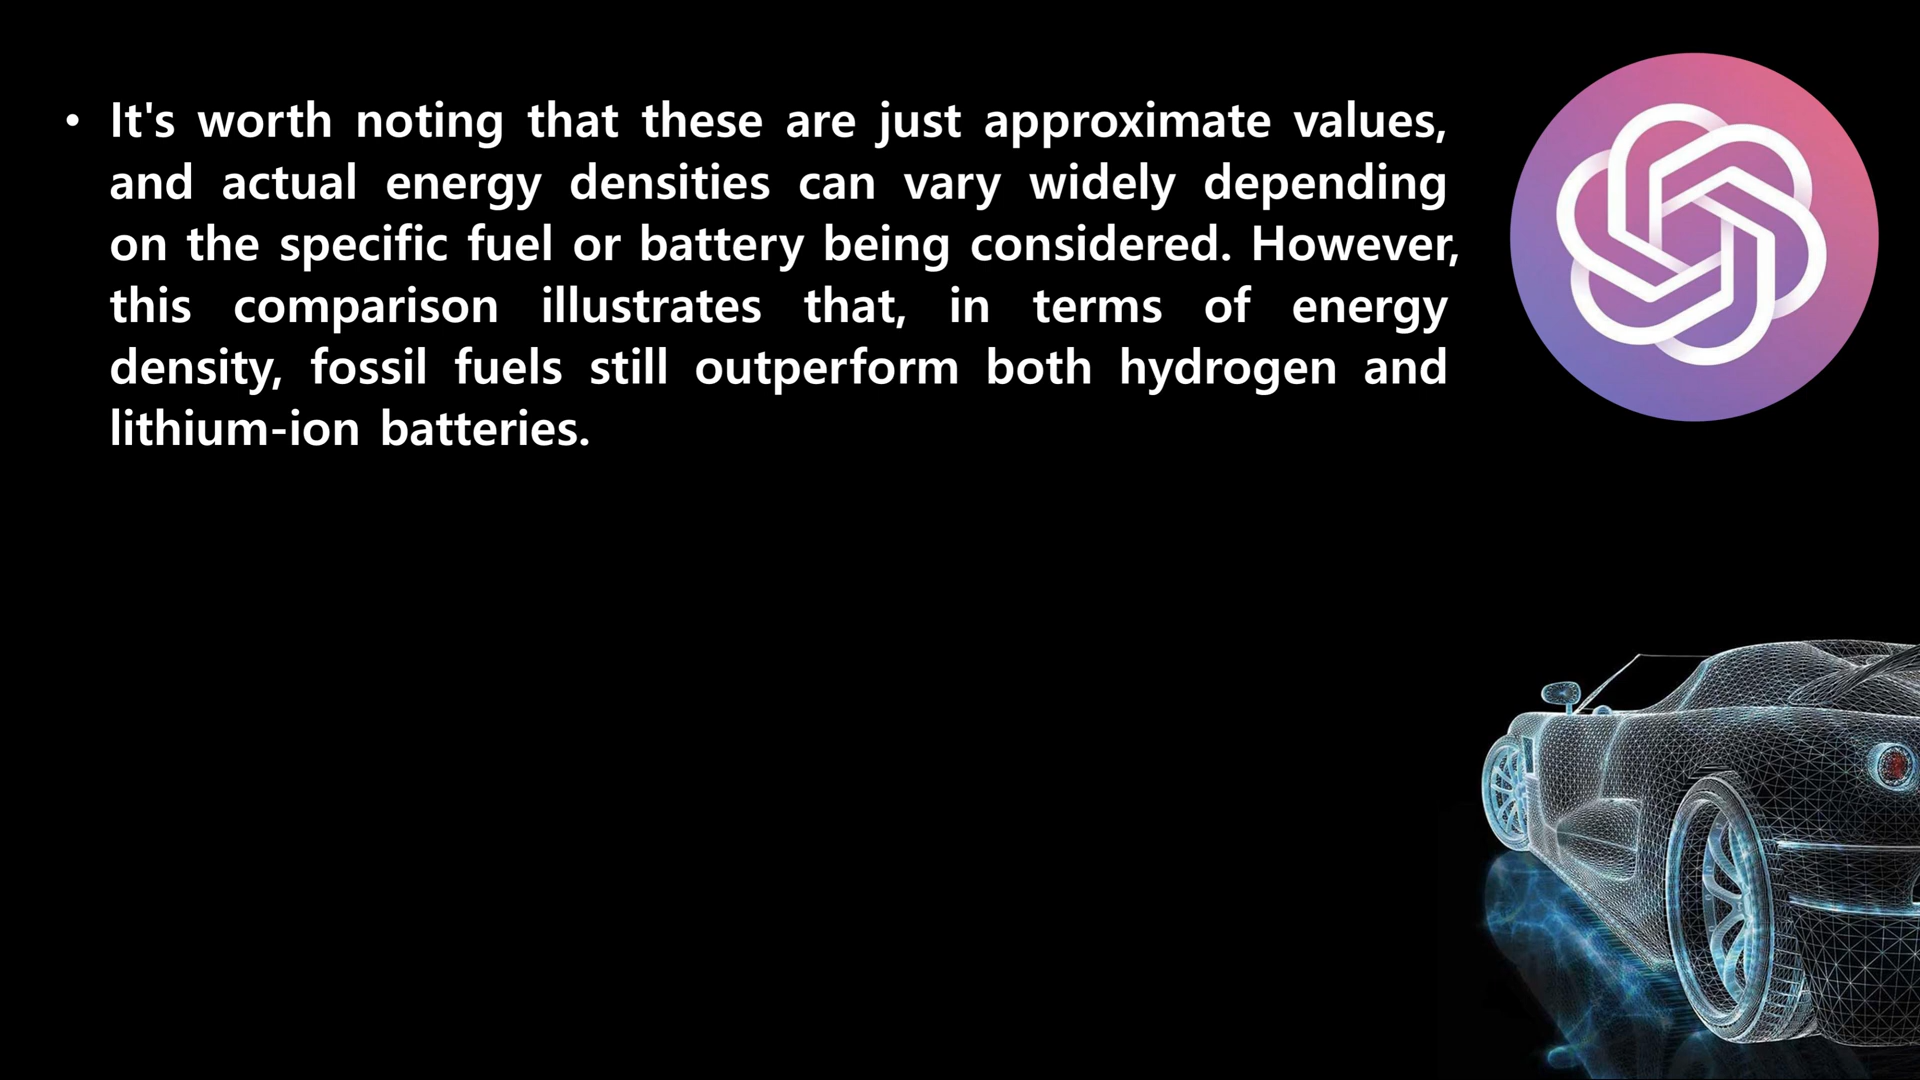 • It's worth noting that these are just approximate values,
and actual energy densities can vary widely depending
on the specific fuel or battery being considered. However,
this comparison illustrates that, in terms of energy
density, fossil fuels still outperform both hydrogen and
lithium-ion batteries.